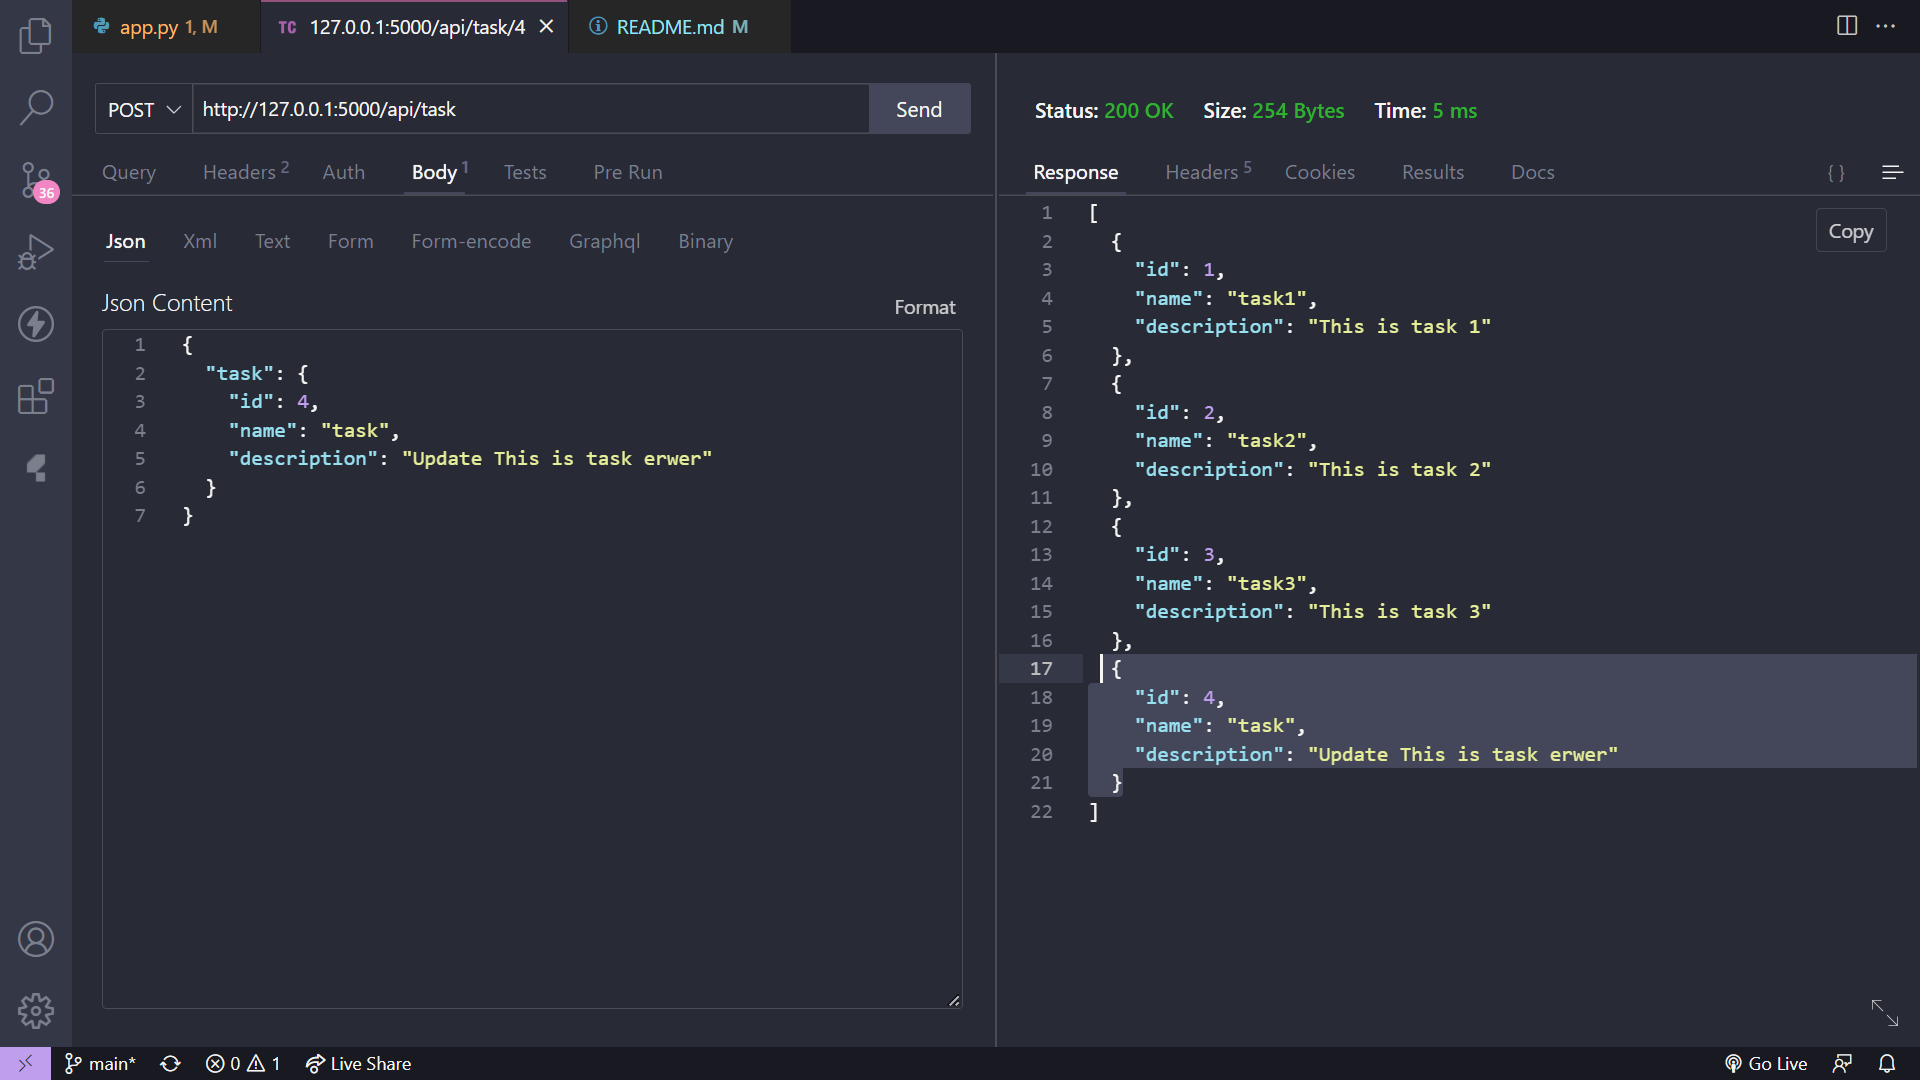 app.py 1, M
TC 127.0.0.1:5000/api/task/4
README.md M
POST http://127.0.0.1:5000/api/task Send
Query Headers 2 Auth Body 1 Tests Pre Run
Json Xml Text Form Form-encode Graphql Binary
Json Content Format
1 {
2 "task": {
3 "id": 4,
4 "name": "task",
5 "description": "Update This is task erwer"
6 }
7 }
Status: 200 OK Size: 254 Bytes Time: 5 ms
Response Headers 5 Cookies Results Docs { }
Copy
1 [
2 {
3 "id": 1,
4 "name": "task1",
5 "description": "This is task 1"
6 },
7 {
8 "id": 2,
9 "name": "task2",
10 "description": "This is task 2"
11 },
12 {
13 "id": 3,
14 "name": "task3",
15 "description": "This is task 3"
16 },
17 {
18 "id": 4,
19 "name": "task",
20 "description": "Update This is task erwer"
21 }
22 ]
36
main* 0 1 Live Share Go Live